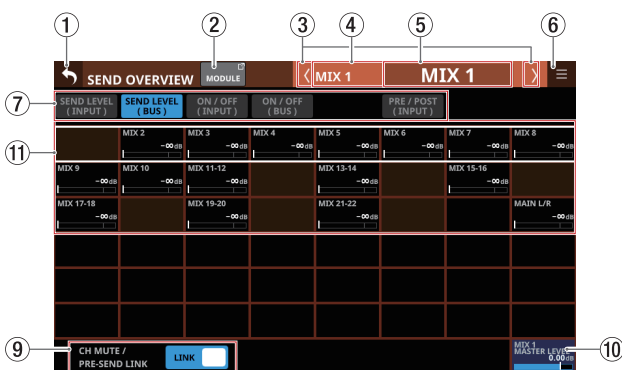 ① ② ③ ④ ⑤ ⑥
SEND OVERVIEW MODULE MIX 1 MIX 1
⑦
SEND LEVEL (INPUT)
SEND LEVEL (BUS)
ON / OFF (INPUT)
ON / OFF (BUS)
PRE / POST (INPUT)
⑪
MIX 2 MIX 3 MIX 4 MIX 5 MIX 6 MIX 7 MIX 8
-∞dB -∞dB -∞dB -∞dB -∞dB -∞dB -∞dB
MIX 9 MIX 10 MIX 11-12 MIX 13-14 MIX 15-16
-∞dB -∞dB -∞dB -∞dB -∞dB
MIX 17-18 MIX 19-20 MIX 21-22 MAIN L/R
-∞dB -∞dB -∞dB -∞dB
⑨
CH MUTE /
PRE-SEND LINK
LINK
MIX 1
MASTER LEVEL
0.00dB
⑩